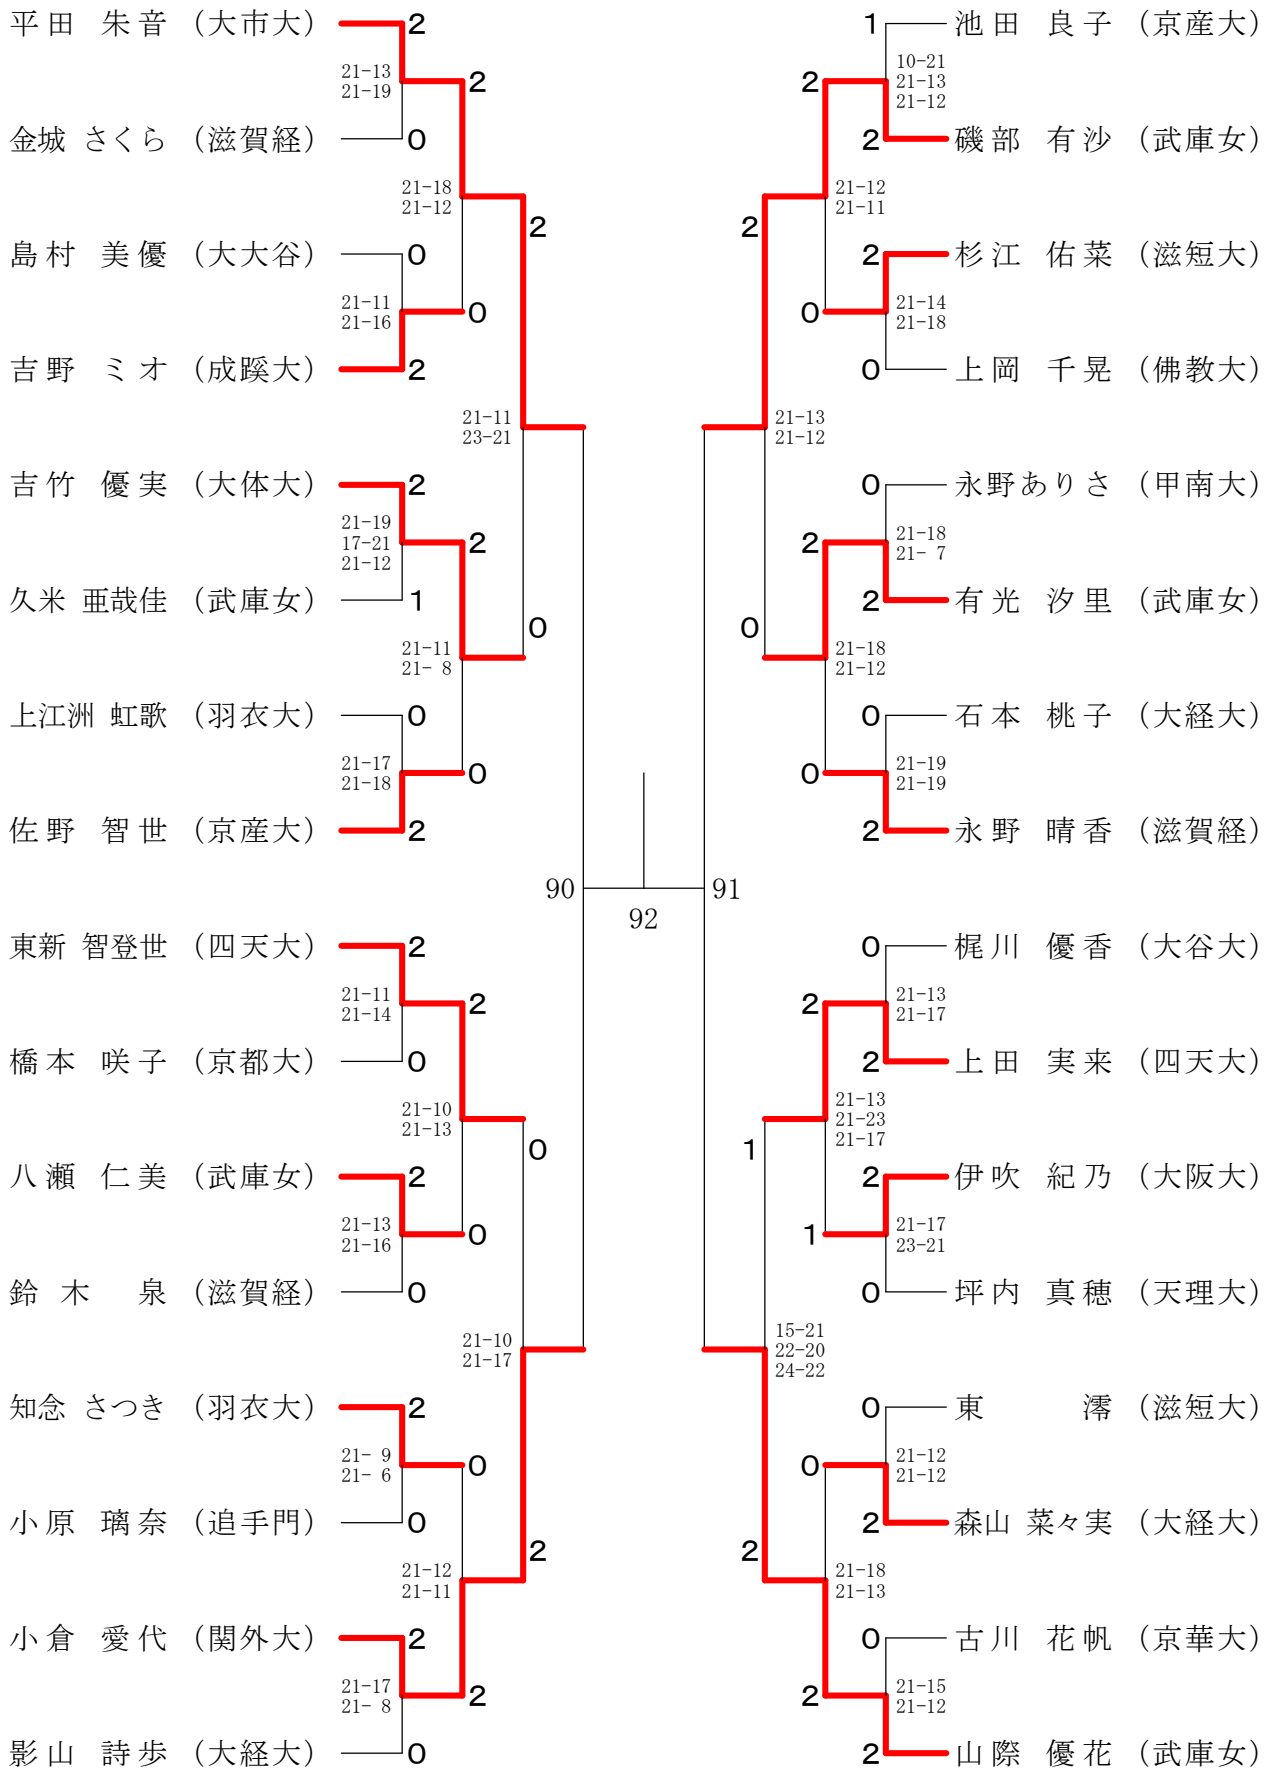 平田 朱音 (大市大) 2
21-13
21-19
2
金城 さくら (滋賀経) 0
21-18
21-12
2
島村 美優 (大大谷) 0
21-11
21-16
0
吉野 ミオ (成蹊大) 2
21-11
23-21
吉竹 優実 (大体大) 2
21-19
17-21
21-12
2
久米 亜哉佳 (武庫女) 1
21-11
21- 8
0
上江洲 虹歌 (羽衣大) 0
21-17
21-18
0
佐野 智世 (京産大) 2
90
東新 智登世 (四天大) 2
21-11
21-14
2
橋本 咲子 (京都大) 0
21-10
21-13
0
八瀬 仁美 (武庫女) 2
21-13
21-16
0
鈴木 泉 (滋賀経) 0
21-10
21-17
知念 さつき (羽衣大) 2
21- 9
21- 6
0
小原 璃奈 (追手門) 0
21-12
21-11
2
小倉 愛代 (関外大) 2
21-17
21- 8
2
影山 詩歩 (大経大) 0
92
1 池田 良子 (京産大)
10-21
21-13
21-12
2
2 磯部 有沙 (武庫女)
21-12
21-11
2
2 杉江 佑菜 (滋短大)
21-14
21-18
0
0 上岡 千晃 (佛教大)
21-13
21-12
0 永野ありさ (甲南大)
21-18
21- 7
2
2 有光 汐里 (武庫女)
21-18
21-12
0
0 石本 桃子 (大経大)
21-19
21-19
0
2 永野 晴香 (滋賀経)
91
0 梶川 優香 (大谷大)
21-13
21-17
2
2 上田 実来 (四天大)
21-13
21-23
21-17
1
2 伊吹 紀乃 (大阪大)
21-17
23-21
1
0 坪内 真穂 (天理大)
15-21
22-20
24-22
0 東 澪 (滋短大)
21-12
21-12
0
2 森山 菜々実 (大経大)
21-18
21-13
2
0 古川 花帆 (京華大)
21-15
21-12
2
2 山際 優花 (武庫女)